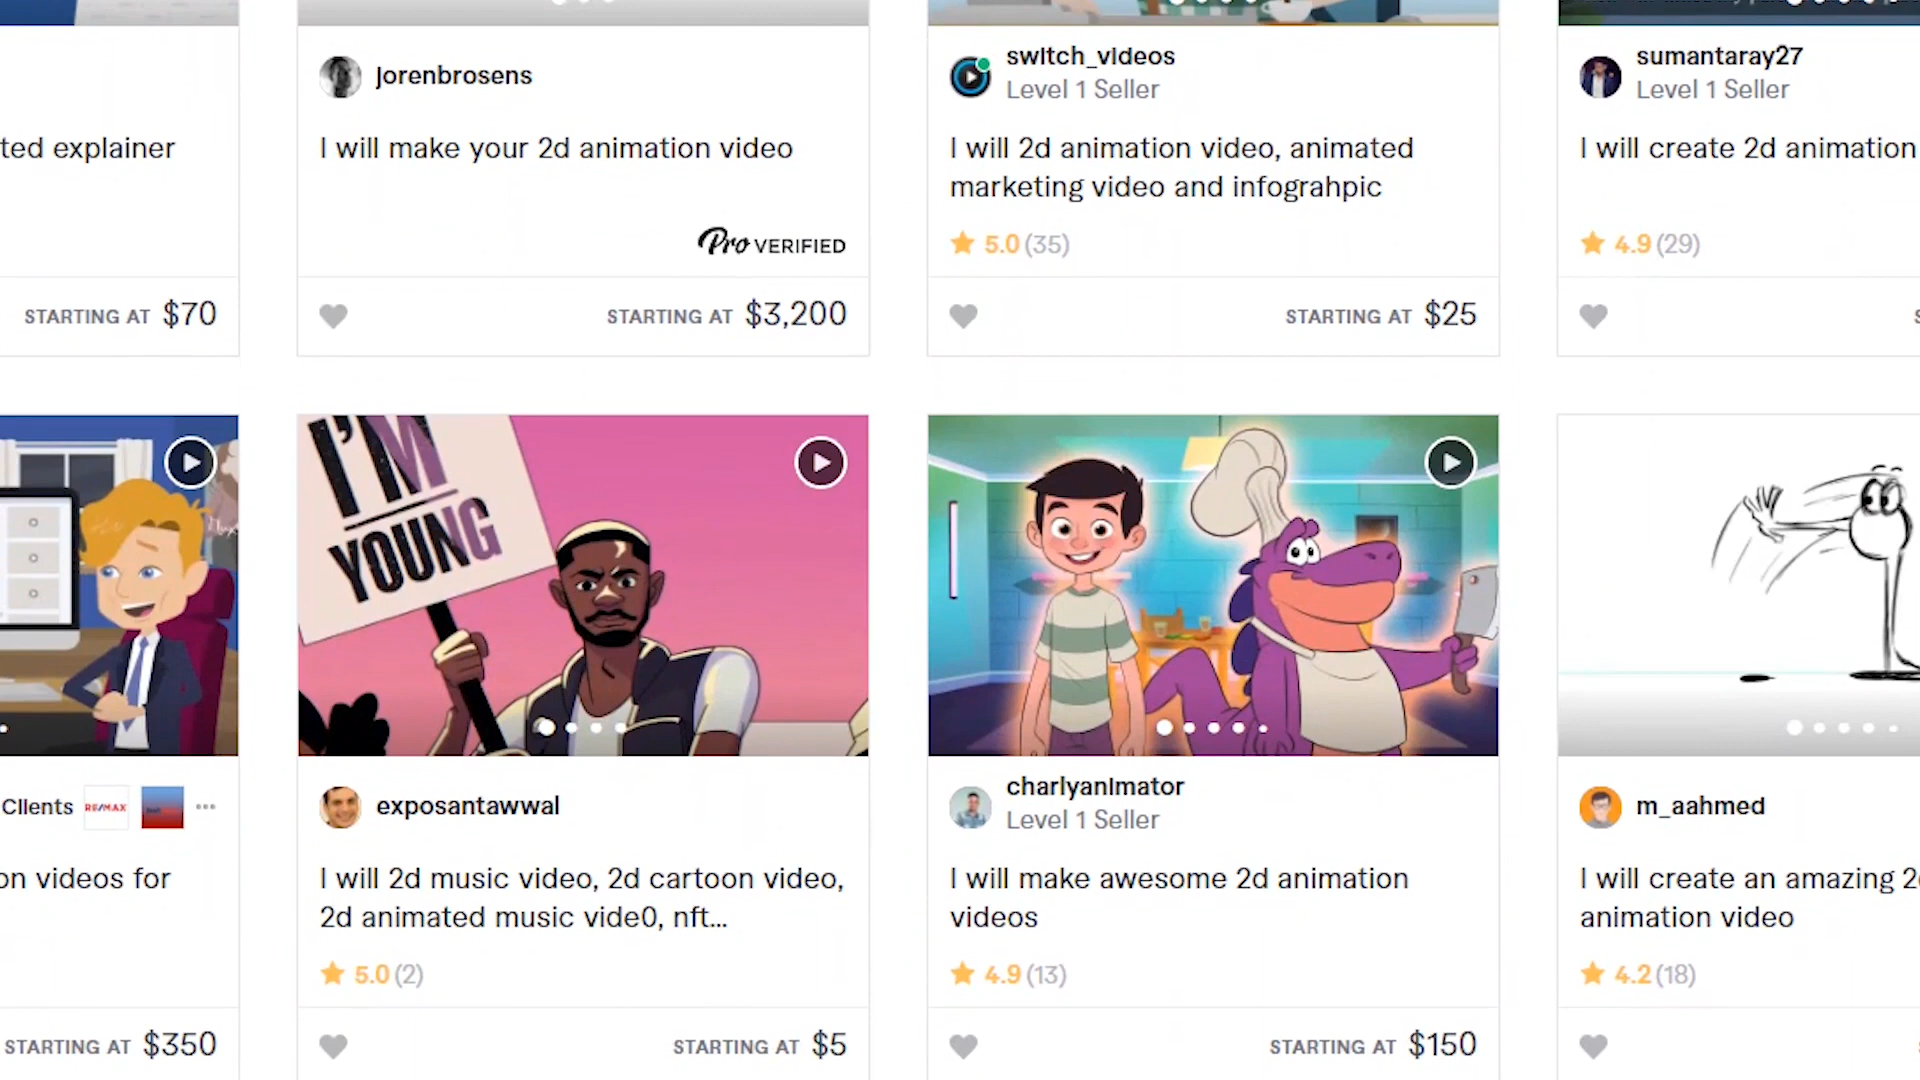 jorenbrosens
switch_videos
Level 1 Seller
sumantaray27
Level 1 Seller
ted explainer
I will make your 2d animation video
I will 2d animation video, animated
marketing video and infograhpic
I will create 2d animation
Pro VERIFIED
5.0 (35)
4.9 (29)
STARTING AT $70
STARTING AT $3,200
STARTING AT $25
I'M
YOUNG
Clients RE/MAX
exposantawwal
charlyanimator
Level 1 Seller
m_aahmed
on videos for
I will 2d music video, 2d cartoon video,
2d animated music vide0, nft...
I will make awesome 2d animation
videos
I will create an amazing 2d
animation video
5.0 (2)
4.9 (13)
4.2 (18)
STARTING AT $350
STARTING AT $5
STARTING AT $150